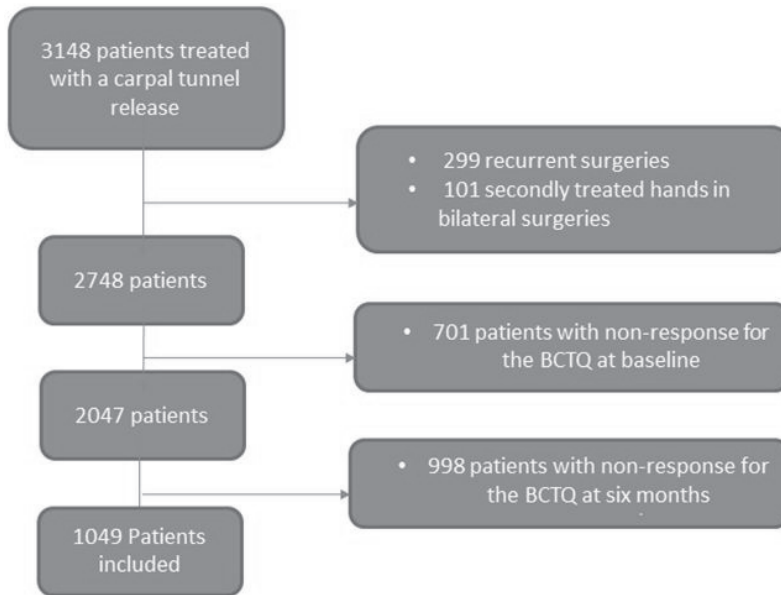 3148 patients treated
with a carpal tunnel
release
• 299 recurrent surgeries
• 101 secondly treated hands in
bilateral surgeries
2748 patients
• 701 patients with non-response for
the BCTQ at baseline
2047 patients
• 998 patients with non-response for
the BCTQ at six months
1049 Patients
included